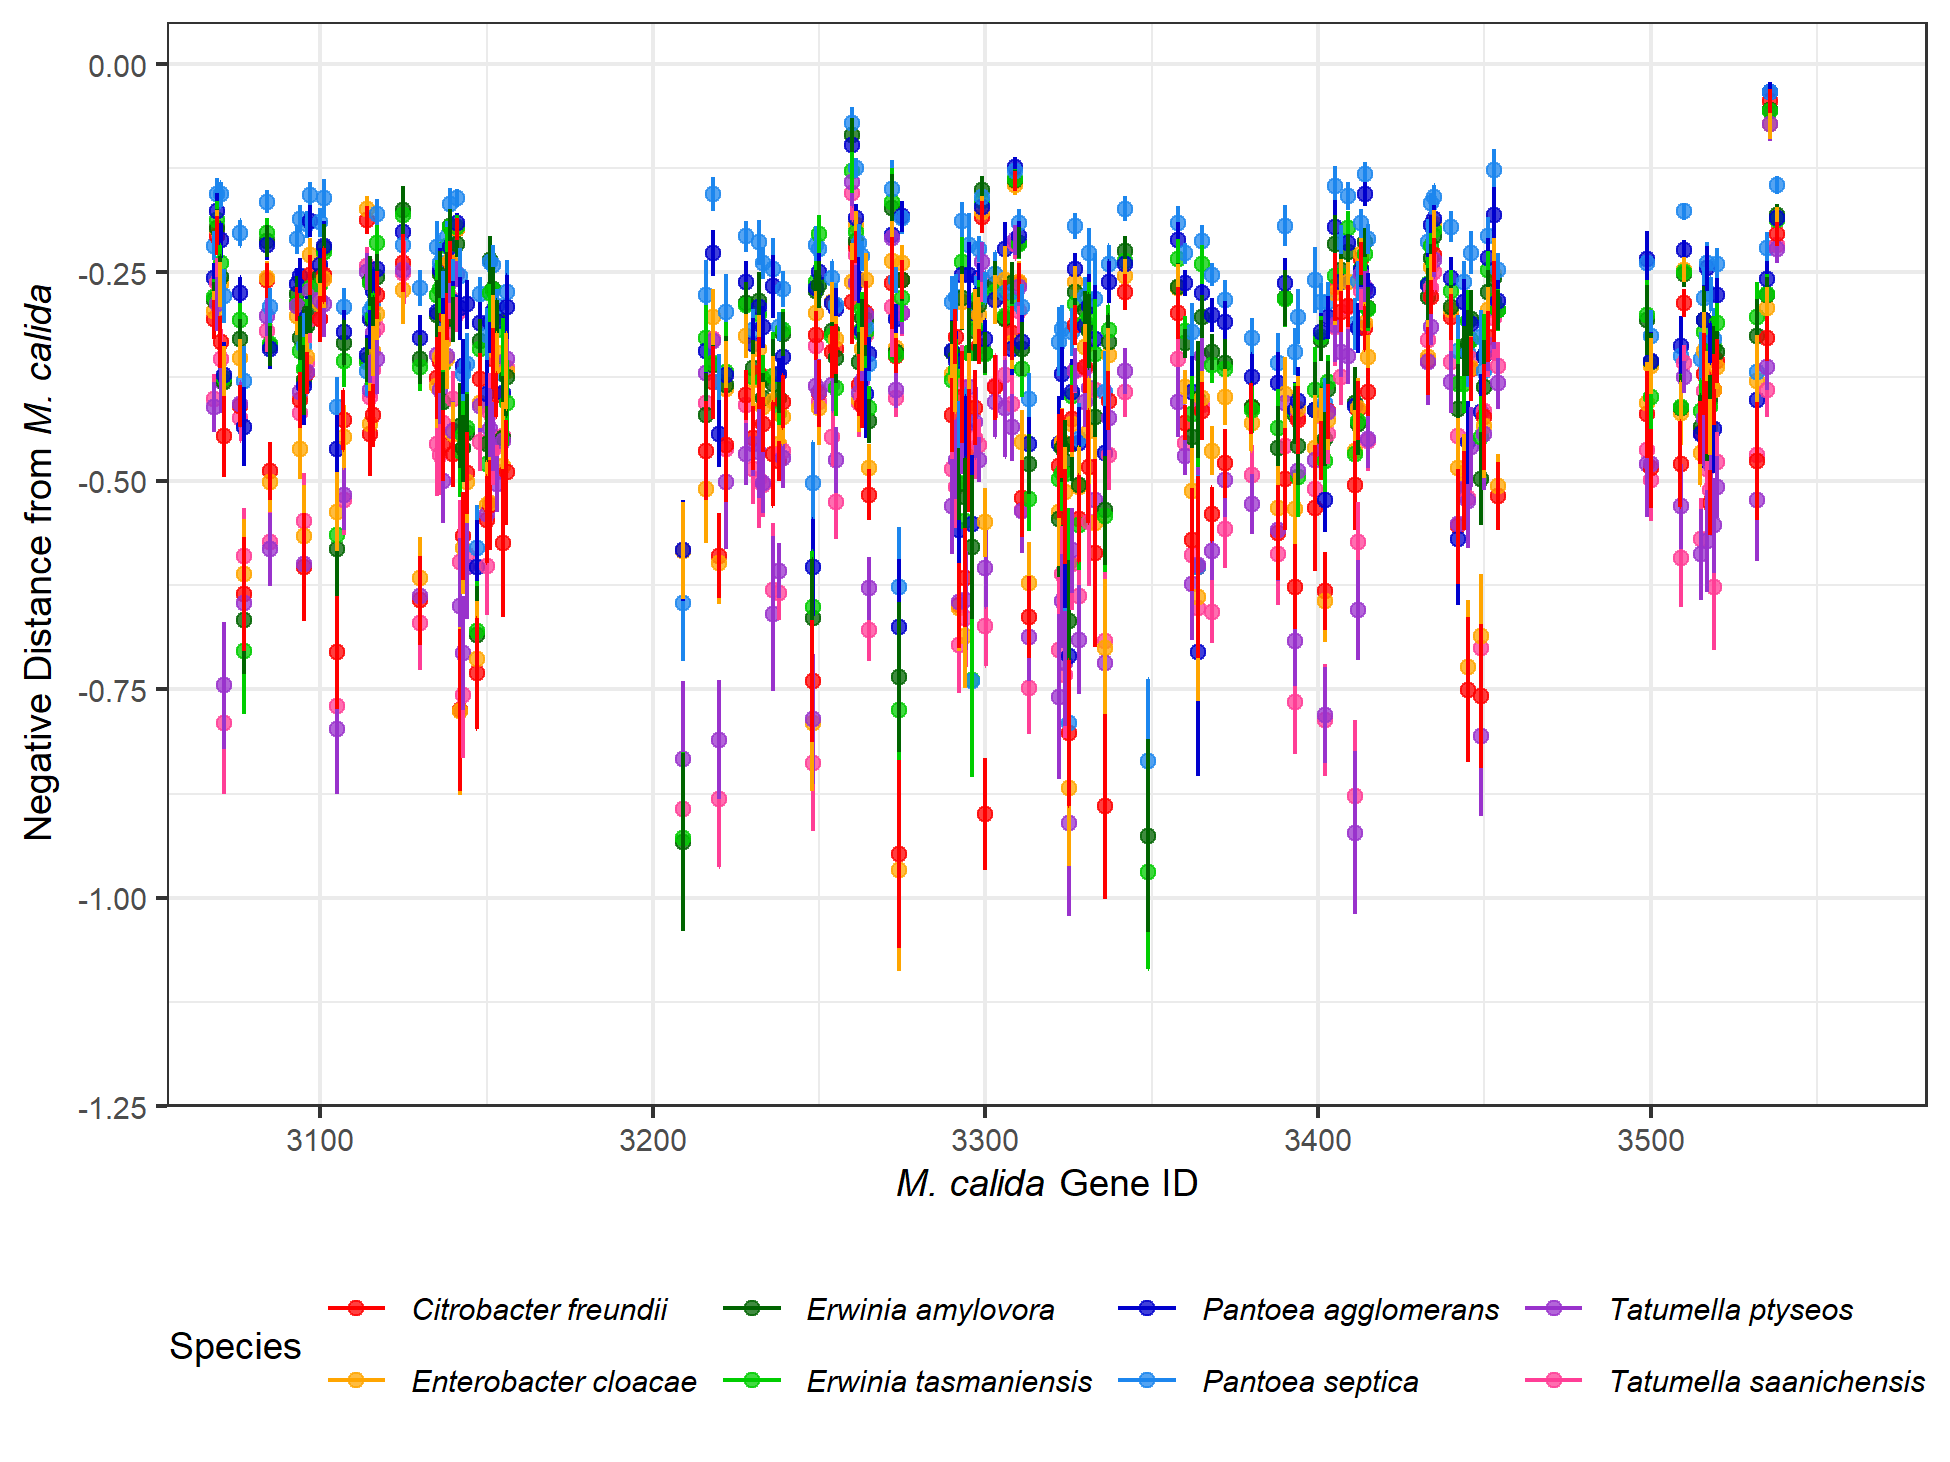 0.00
-0.25
-0.50
-0.75
-1.00
-1.25
Negative Distance from M. calida
3100 3200 3300 3400 3500
M. calida Gene ID
Species
Citrobacter freundii Erwinia amylovora Pantoea agglomerans Tatumella ptyseos
Enterobacter cloacae Erwinia tasmaniensis Pantoea septica Tatumella saanichensis